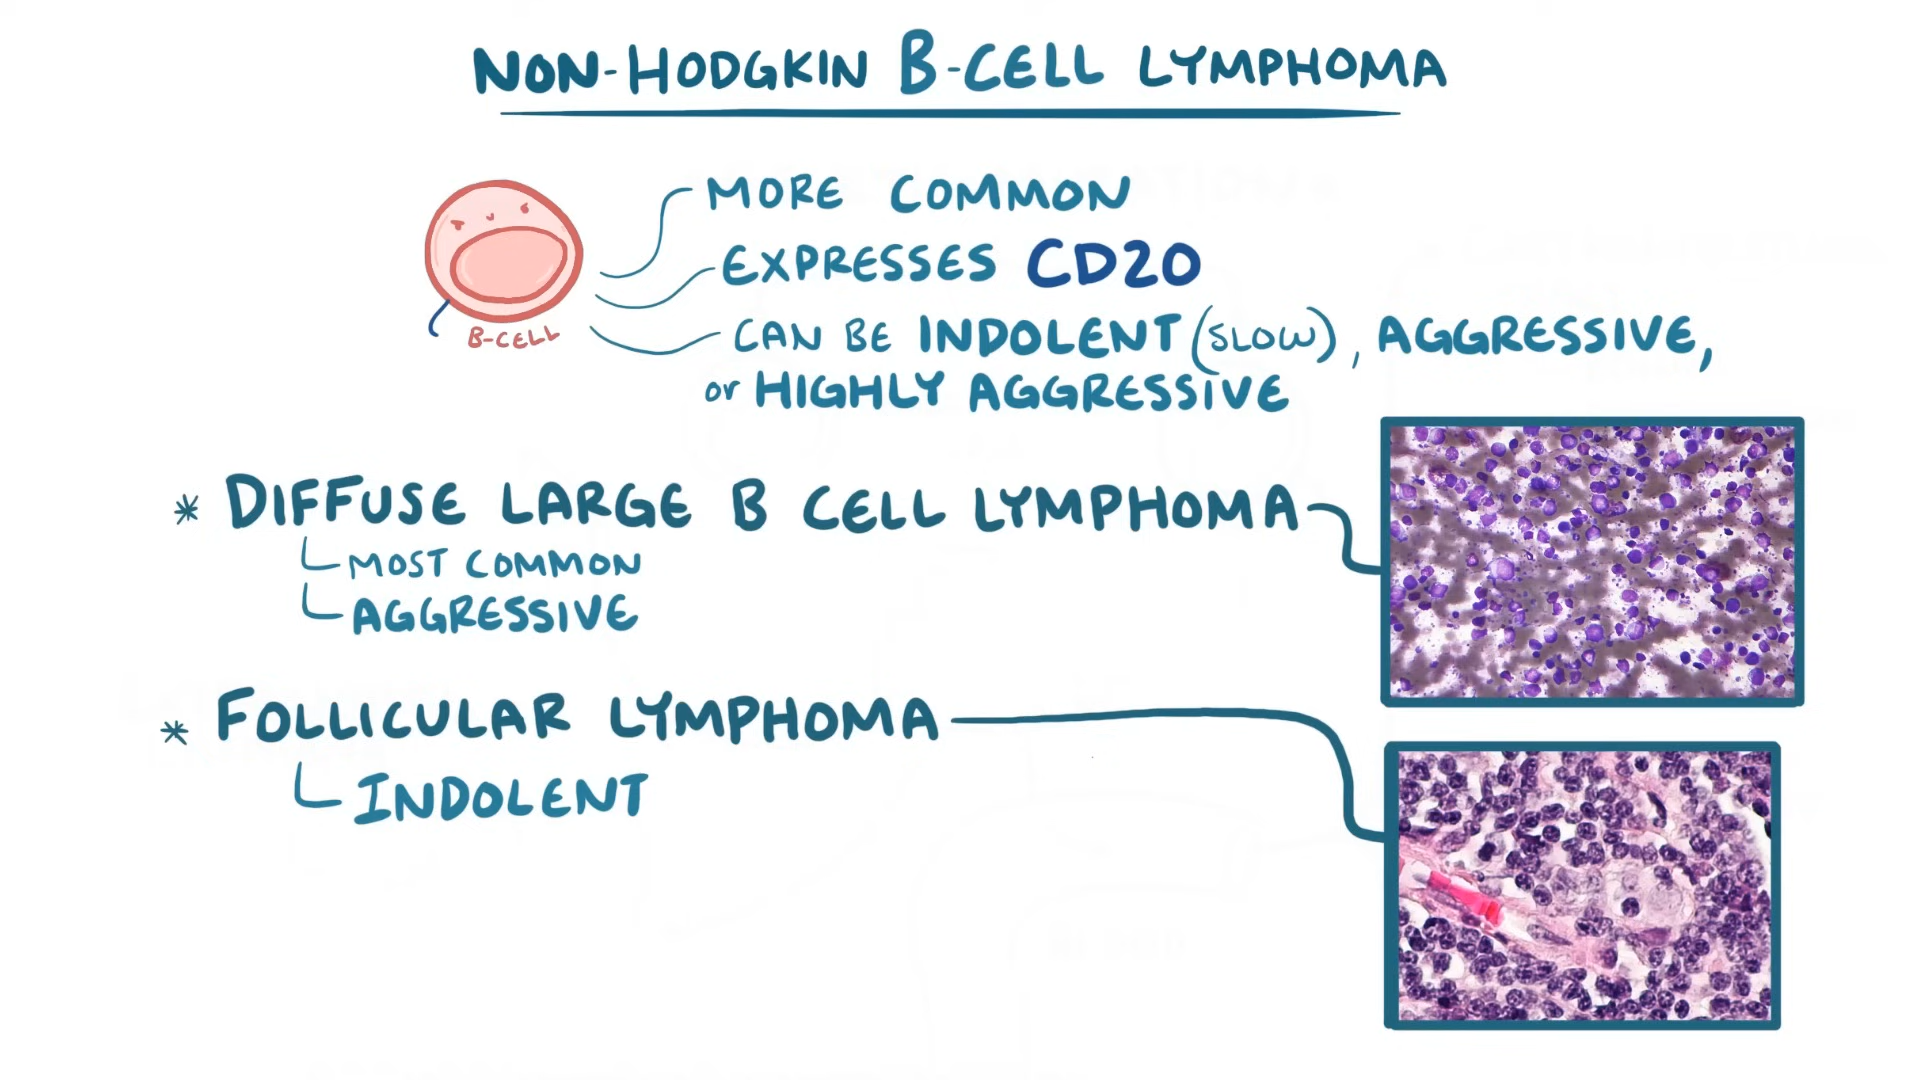 NON-HODGKIN B-CELL LYMPHOMA
MORE COMMON
EXPRESSES CD20
CAN BE INDOLENT (SLOW), AGGRESSIVE,
or HIGHLY AGGRESSIVE
B-CELL
* DIFFUSE LARGE B CELL LYMPHOMA
MOST COMMON
AGGRESSIVE
* FOLLICULAR LYMPHOMA
INDOLENT